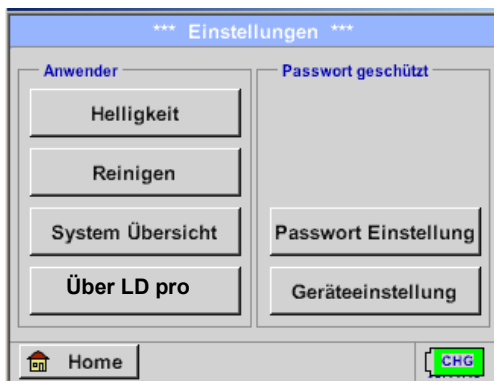 *** Einstellungen ***
Anwender
Helligkeit
Reinigen
System Übersicht
Über LD pro
Passwort geschützt
Passwort Einstellung
Geräteeinstellung
Home
CHG